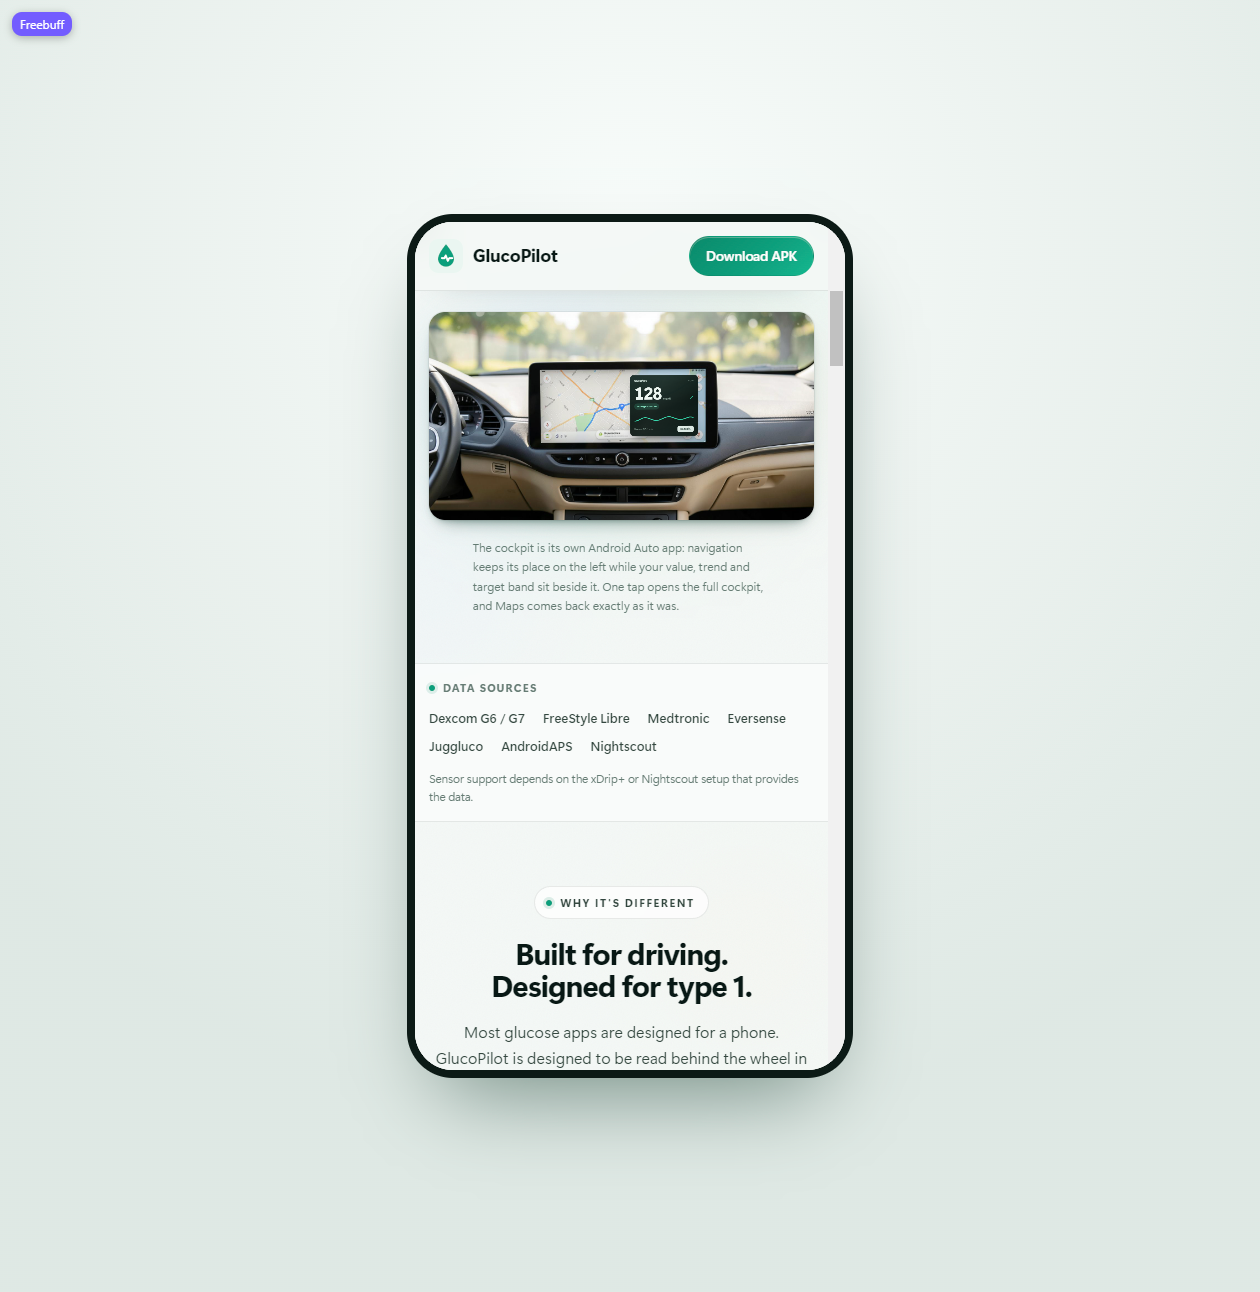 Freebuff
GlucoPilot
Download APK
128
The cockpit is its own Android Auto app: navigation
keeps its place on the left while your value, trend and
target band sit beside it. One tap opens the full cockpit,
and Maps comes back exactly as it was.
DATA SOURCES
Dexcom G6 / G7 FreeStyle Libre Medtronic Eversense
Juggluco AndroidAPS Nightscout
Sensor support depends on the xDrip+ or Nightscout setup that provides
the data.
WHY IT'S DIFFERENT
Built for driving.
Designed for type 1.
Most glucose apps are designed for a phone.
GlucoPilot is designed to be read behind the wheel in